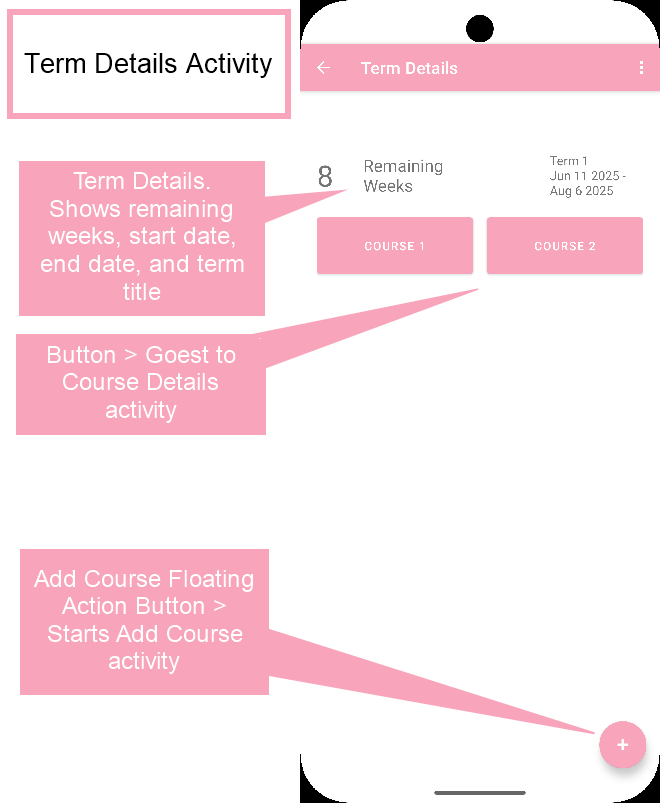 Term Details Activity
Term Details
8
Remaining
Weeks
Term 1
Jun 11 2025 -
Aug 6 2025
Term Details.
Shows remaining
weeks, start date,
end date, and term
title
COURSE 1
COURSE 2
Button > Goest to
Course Details
activity
Add Course Floating
Action Button >
Starts Add Course
activity
+